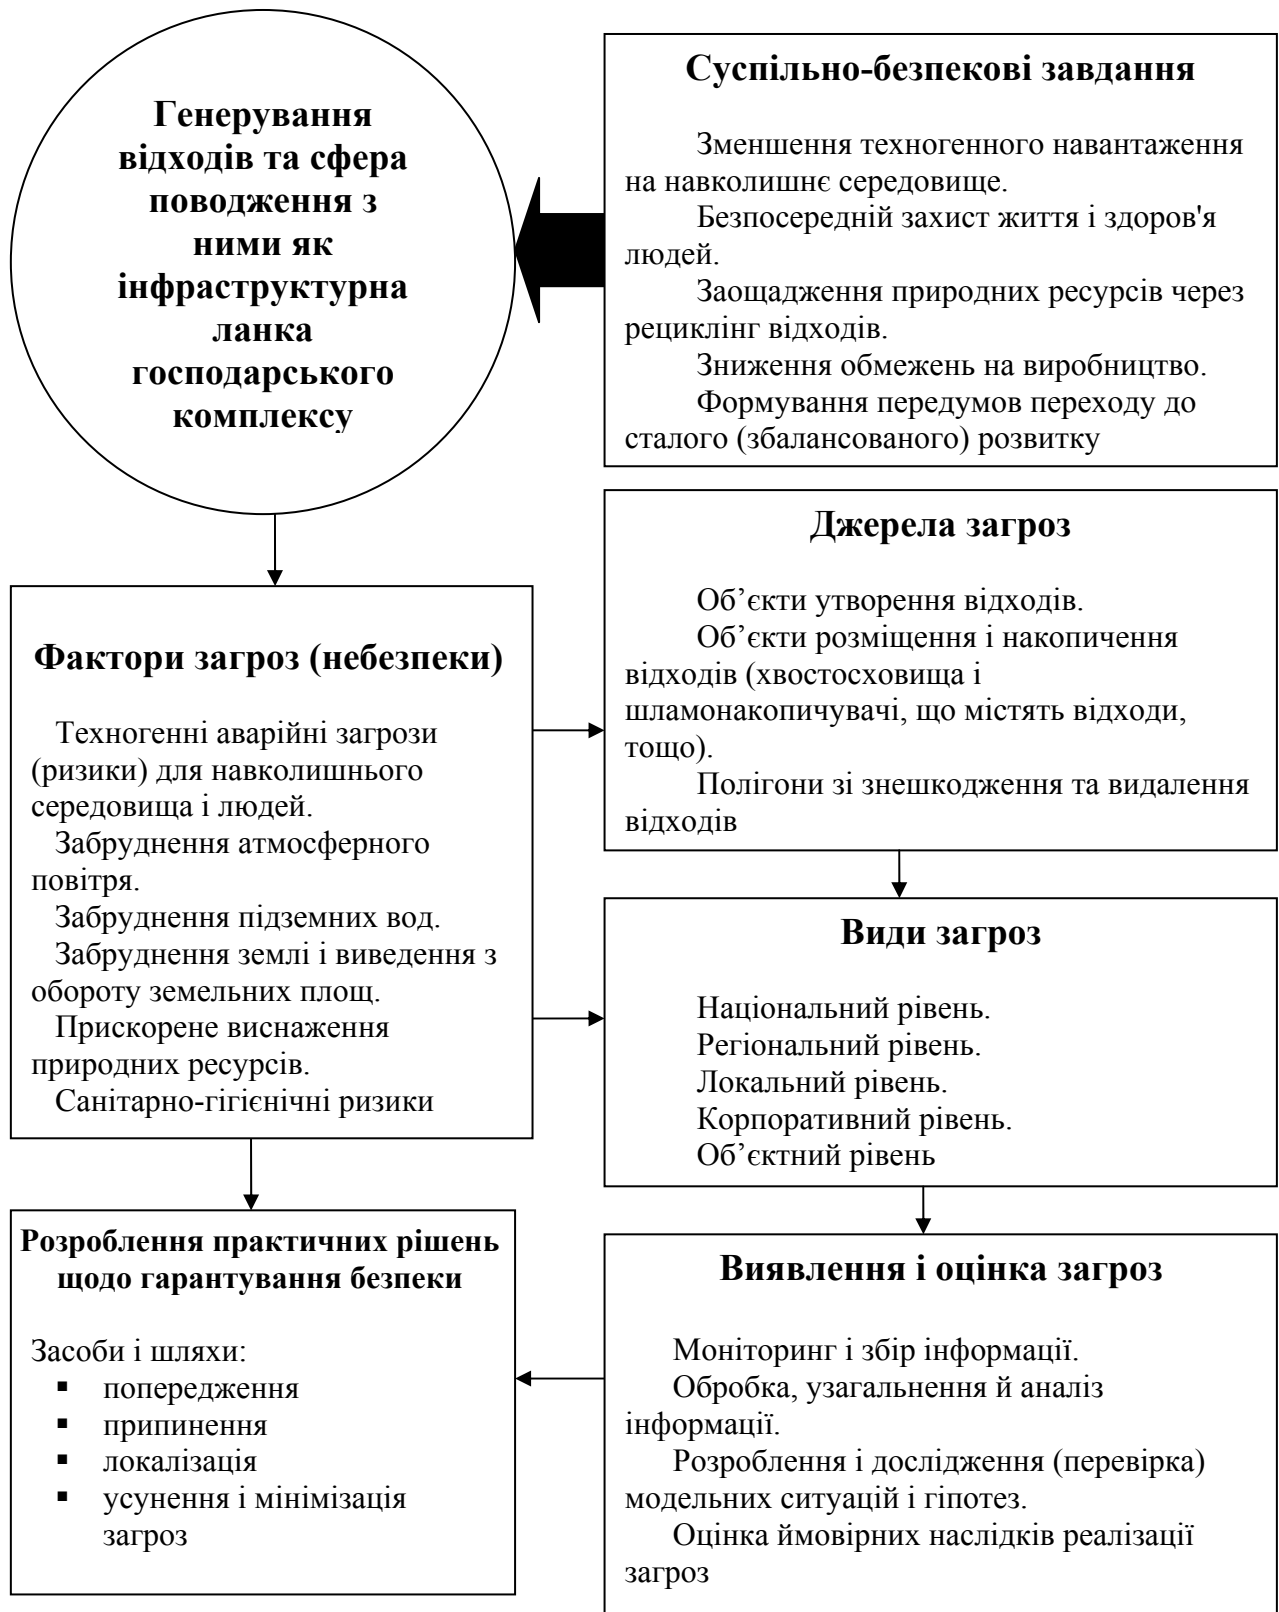 Генерування
відходів та сфера
поводження з
ними як
інфраструктурна
ланка
господарського
комплексу
Суспільно-безпекові завдання
Зменшення техногенного навантаження
на навколишнє середовище.
Безпосередній захист життя і здоров'я
людей.
Заощадження природних ресурсів через
рециклінг відходів.
Зниження обмежень на виробництво.
Формування передумов переходу до
сталого (збалансованого) розвитку
Джерела загроз
Об’єкти утворення відходів.
Об’єкти розміщення і накопичення
відходів (хвостосховища і
шламонакопичувачі, що містять відходи,
тощо).
Полігони зі знешкодження та видалення
відходів
Фактори загроз (небезпеки)
Техногенні аварійні загрози
(ризики) для навколишнього
середовища і людей.
Забруднення атмосферного
повітря.
Забруднення підземних вод.
Забруднення землі і виведення з
обороту земельних площ.
Прискорене виснаження
природних ресурсів.
Санітарно-гігієнічні ризики
Види загроз
Національний рівень.
Регіональний рівень.
Локальний рівень.
Корпоративний рівень.
Об’єктний рівень
Розроблення практичних рішень
щодо гарантування безпеки
Засоби і шляхи:
▪ попередження
▪ припинення
▪ локалізація
▪ усунення і мінімізація
загроз
Виявлення і оцінка загроз
Моніторинг і збір інформації.
Обробка, узагальнення й аналіз
інформації.
Розроблення і дослідження (перевірка)
модельних ситуацій і гіпотез.
Оцінка ймовірних наслідків реалізації
загроз